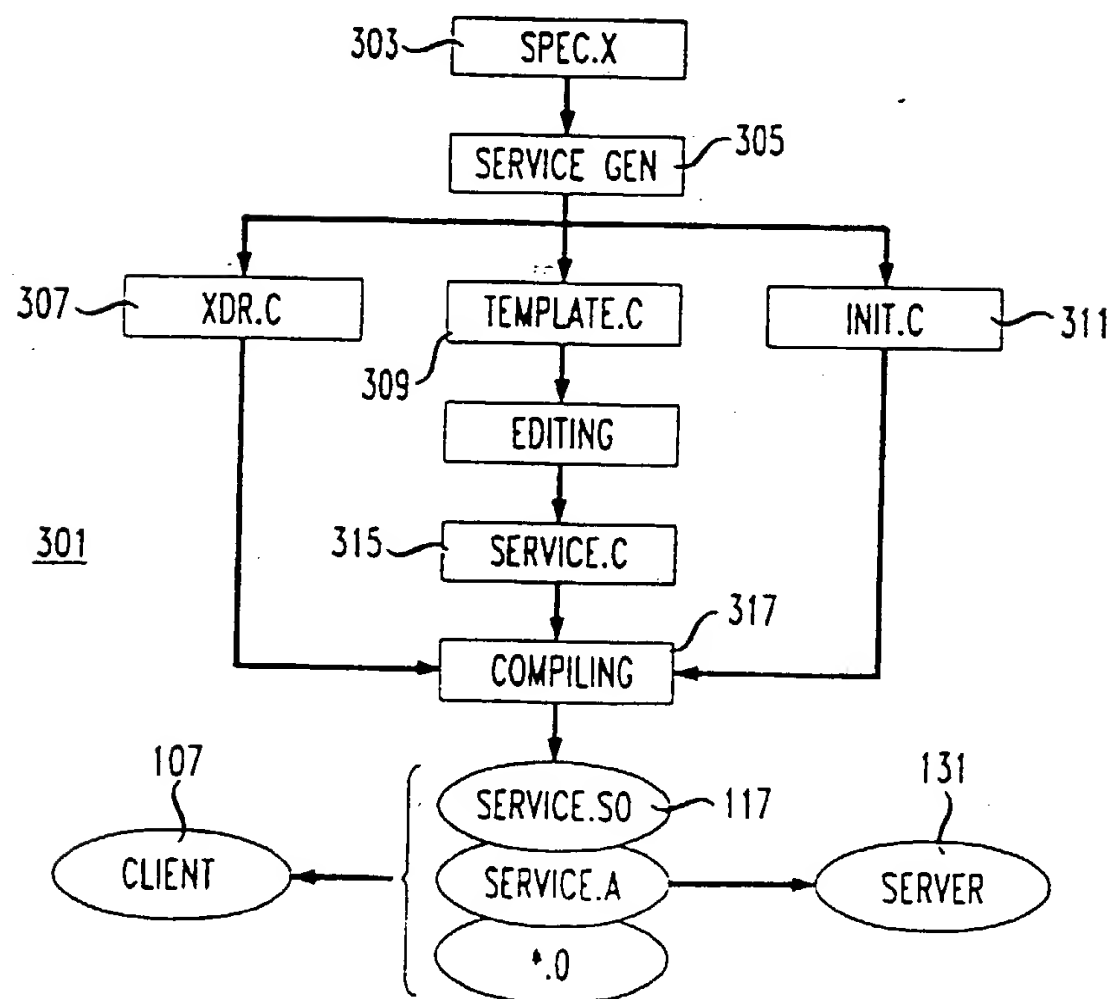 303
SPEC.X
SERVICE GEN
305
307
XDR.C
TEMPLATE.C
309
INIT.C
311
EDITING
301
315
SERVICE.C
317
COMPILING
107
SERVICE.SO
117
131
CLIENT
SERVICE.A
SERVER
*.O